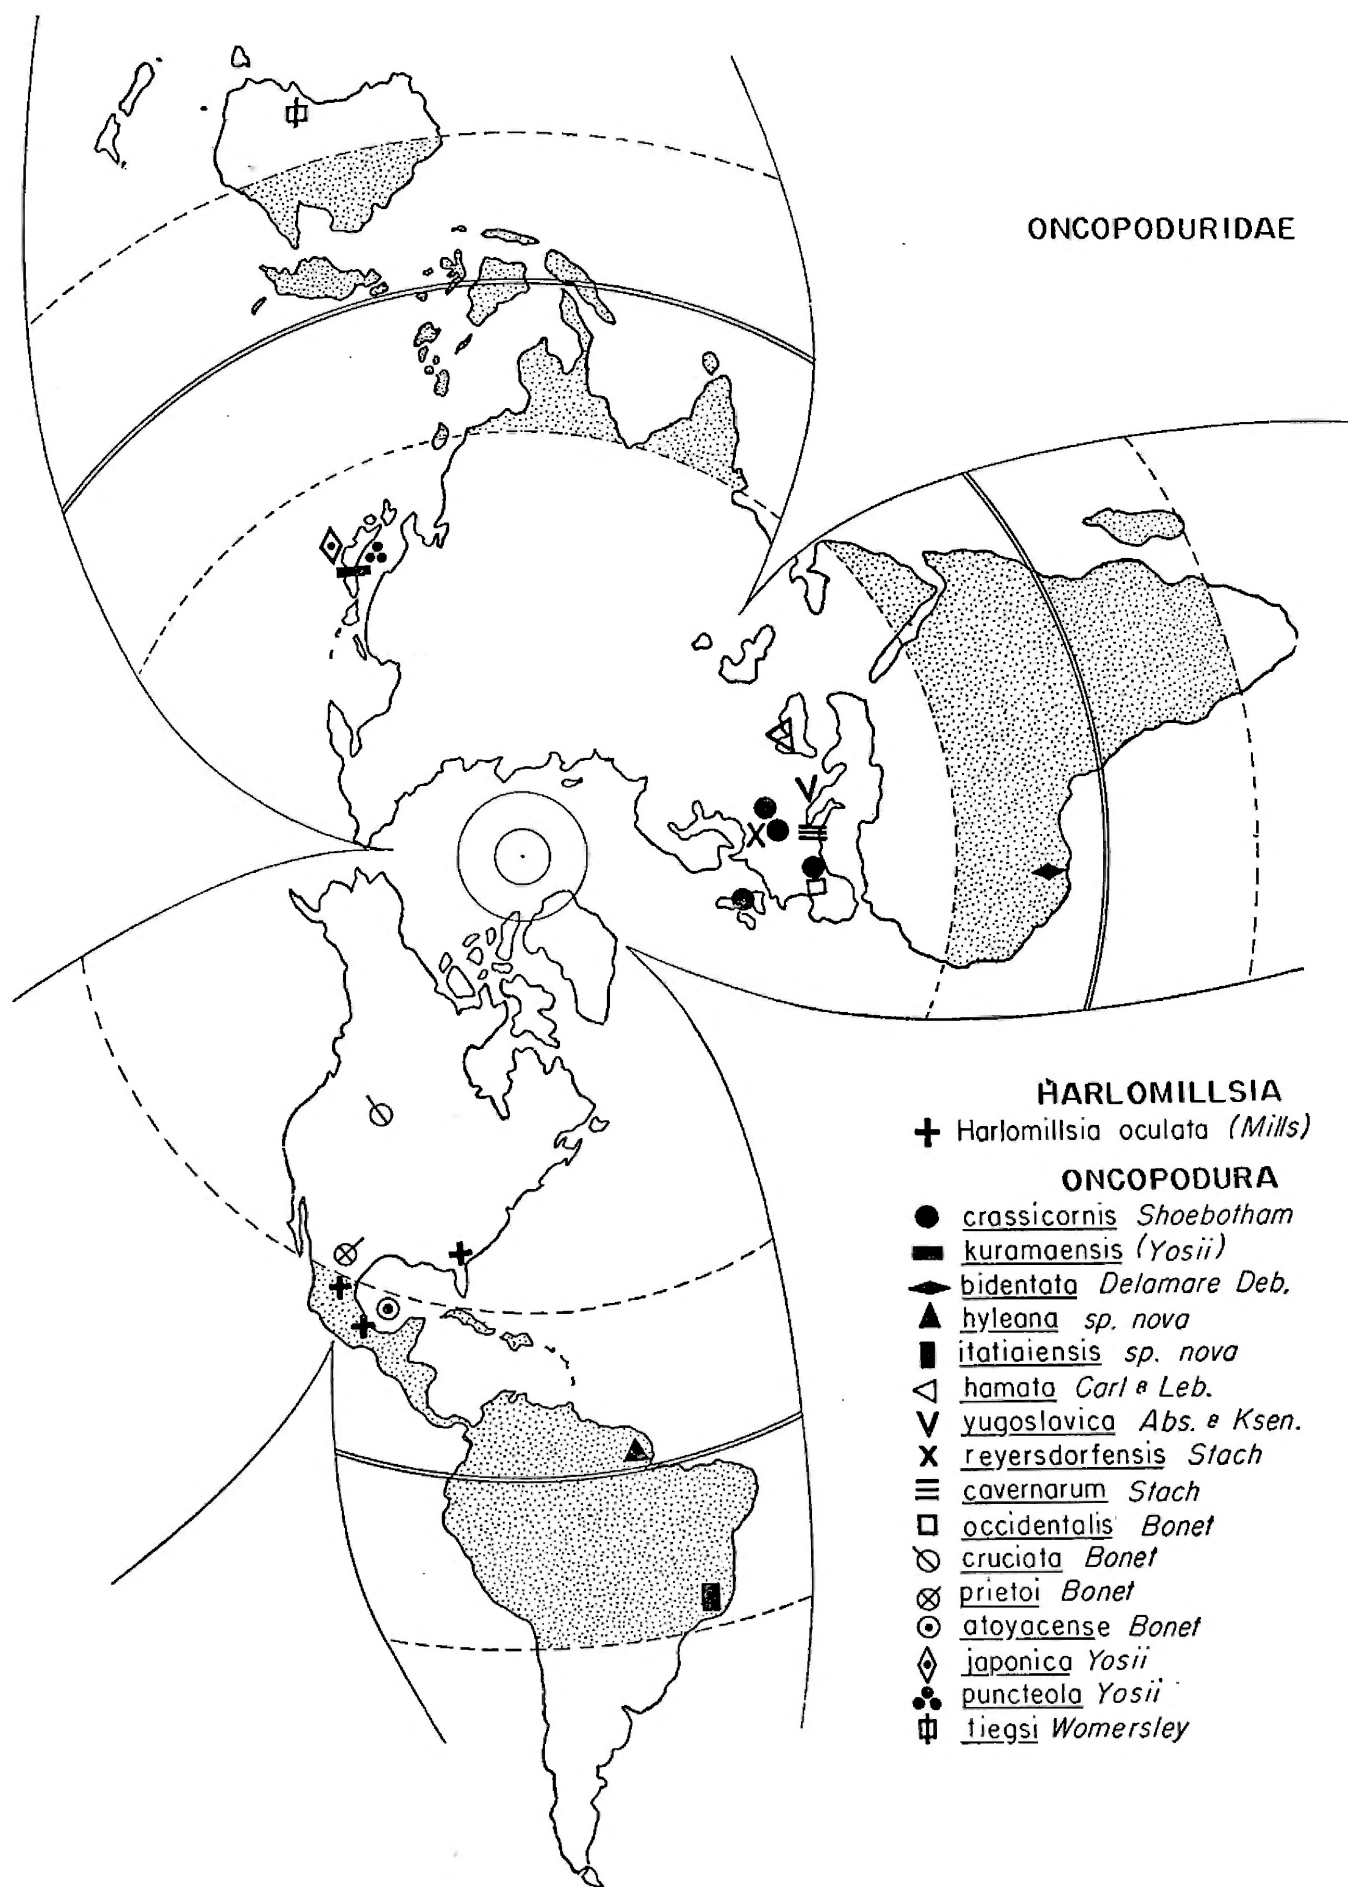 ONCOPODURIDAE
HARLOMILLSIA
Harlomillsia oculata (Mills)
ONCOPODURA
crassicornis Shoebotham
kuramaensis (Yosii)
bidentata Delamare Deb.
hyleana sp. nova
itatiaiensis sp. nova
hamata Carl & Leb.
yugoslavica Abs. & Ksen.
reyersdorfensis Stach
cavernarum Stach
occidentalis Bonet
cruciata Bonet
prietoi Bonet
atoyacense Bonet
japonica Yosii
puncteola Yosii
tiegsi Womersley